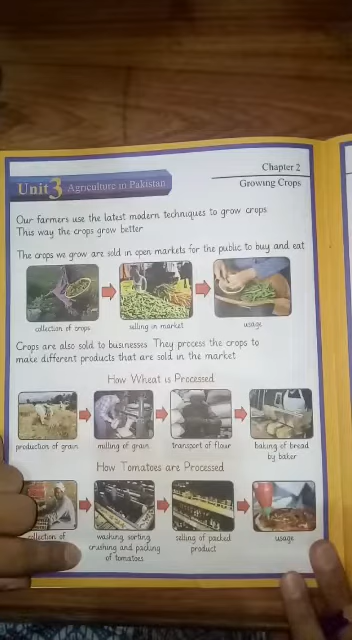 Chapter 2
Unit 3 Agriculture in Pakistan
Growing Crops
Our farmers use the latest modern techniques to grow crops
This way the crops grow better
The crops we grow are sold in open markets for the public to buy and eat
collection of crops
selling in market
usage
Crops are also sold to businesses They process the crops to
make different products that are sold in the market
How Wheat is Processed
production of grain
milling of grain
transport of flour
baking of bread
by baker
How Tomatoes are Processed
collection of
washing, sorting,
crushing and packing
of tomatoes
selling of packed
product
usage